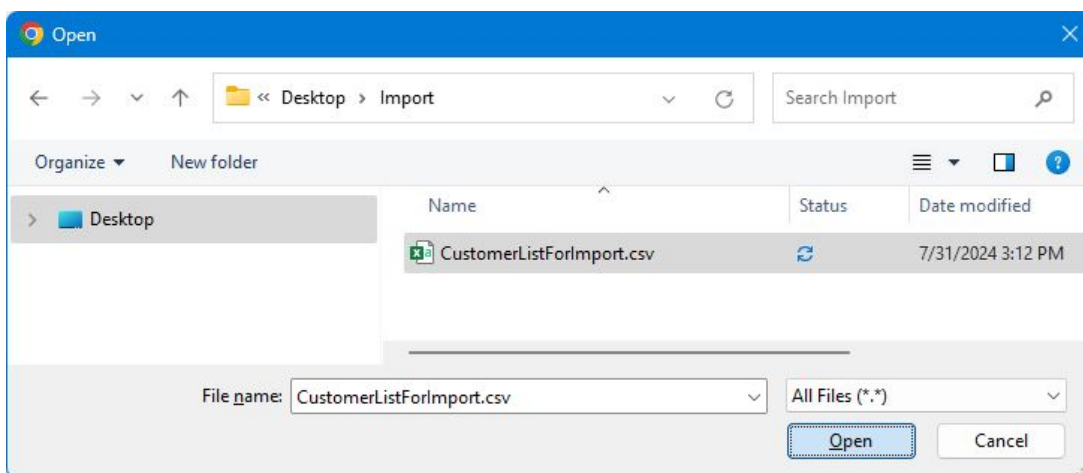 Open
« Desktop > Import
Search Import
Organize
New folder
Desktop
Name Status Date modified
CustomerListForImport.csv 7/31/2024 3:12 PM
File name: CustomerListForImport.csv All Files (*.*)
Open Cancel